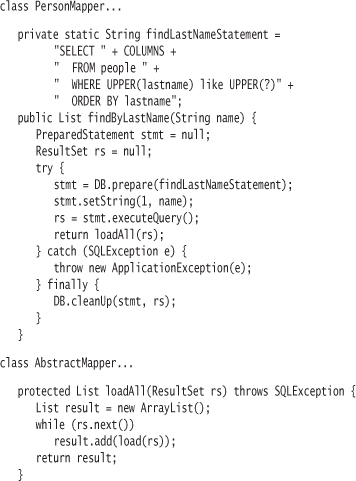 class PersonMapper...
private static String findLastNameStatement =
"SELECT " + COLUMNS +
"  FROM people " +
"  WHERE UPPER(lastname) like UPPER(?)" +
"  ORDER BY lastname";
public List findByLastName(String name) {
PreparedStatement stmt = null;
ResultSet rs = null;
try {
stmt = DB.prepare(findLastNameStatement);
stmt.setString(1, name);
rs = stmt.executeQuery();
return loadAll(rs);
} catch (SQLException e) {
throw new ApplicationException(e);
} finally {
DB.cleanUp(stmt, rs);
}
}
class AbstractMapper...
protected List loadAll(ResultSet rs) throws SQLException {
List result = new ArrayList();
while (rs.next())
result.add(load(rs));
return result;
}